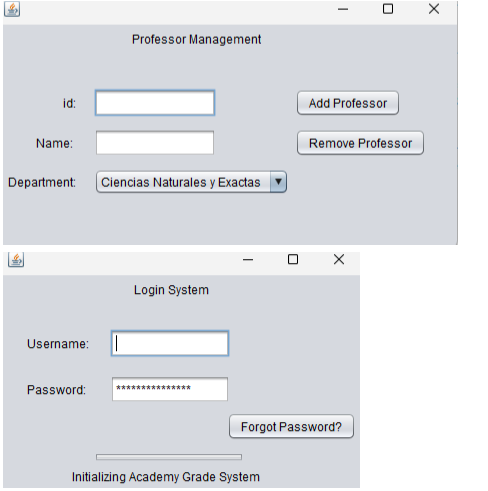 Professor Management
id:
Add Professor
Name:
Remove Professor
Department:
Ciencias Naturales y Exactas
Login System
Username:
Password:
***************
Forgot Password?
Initializing Academy Grade System